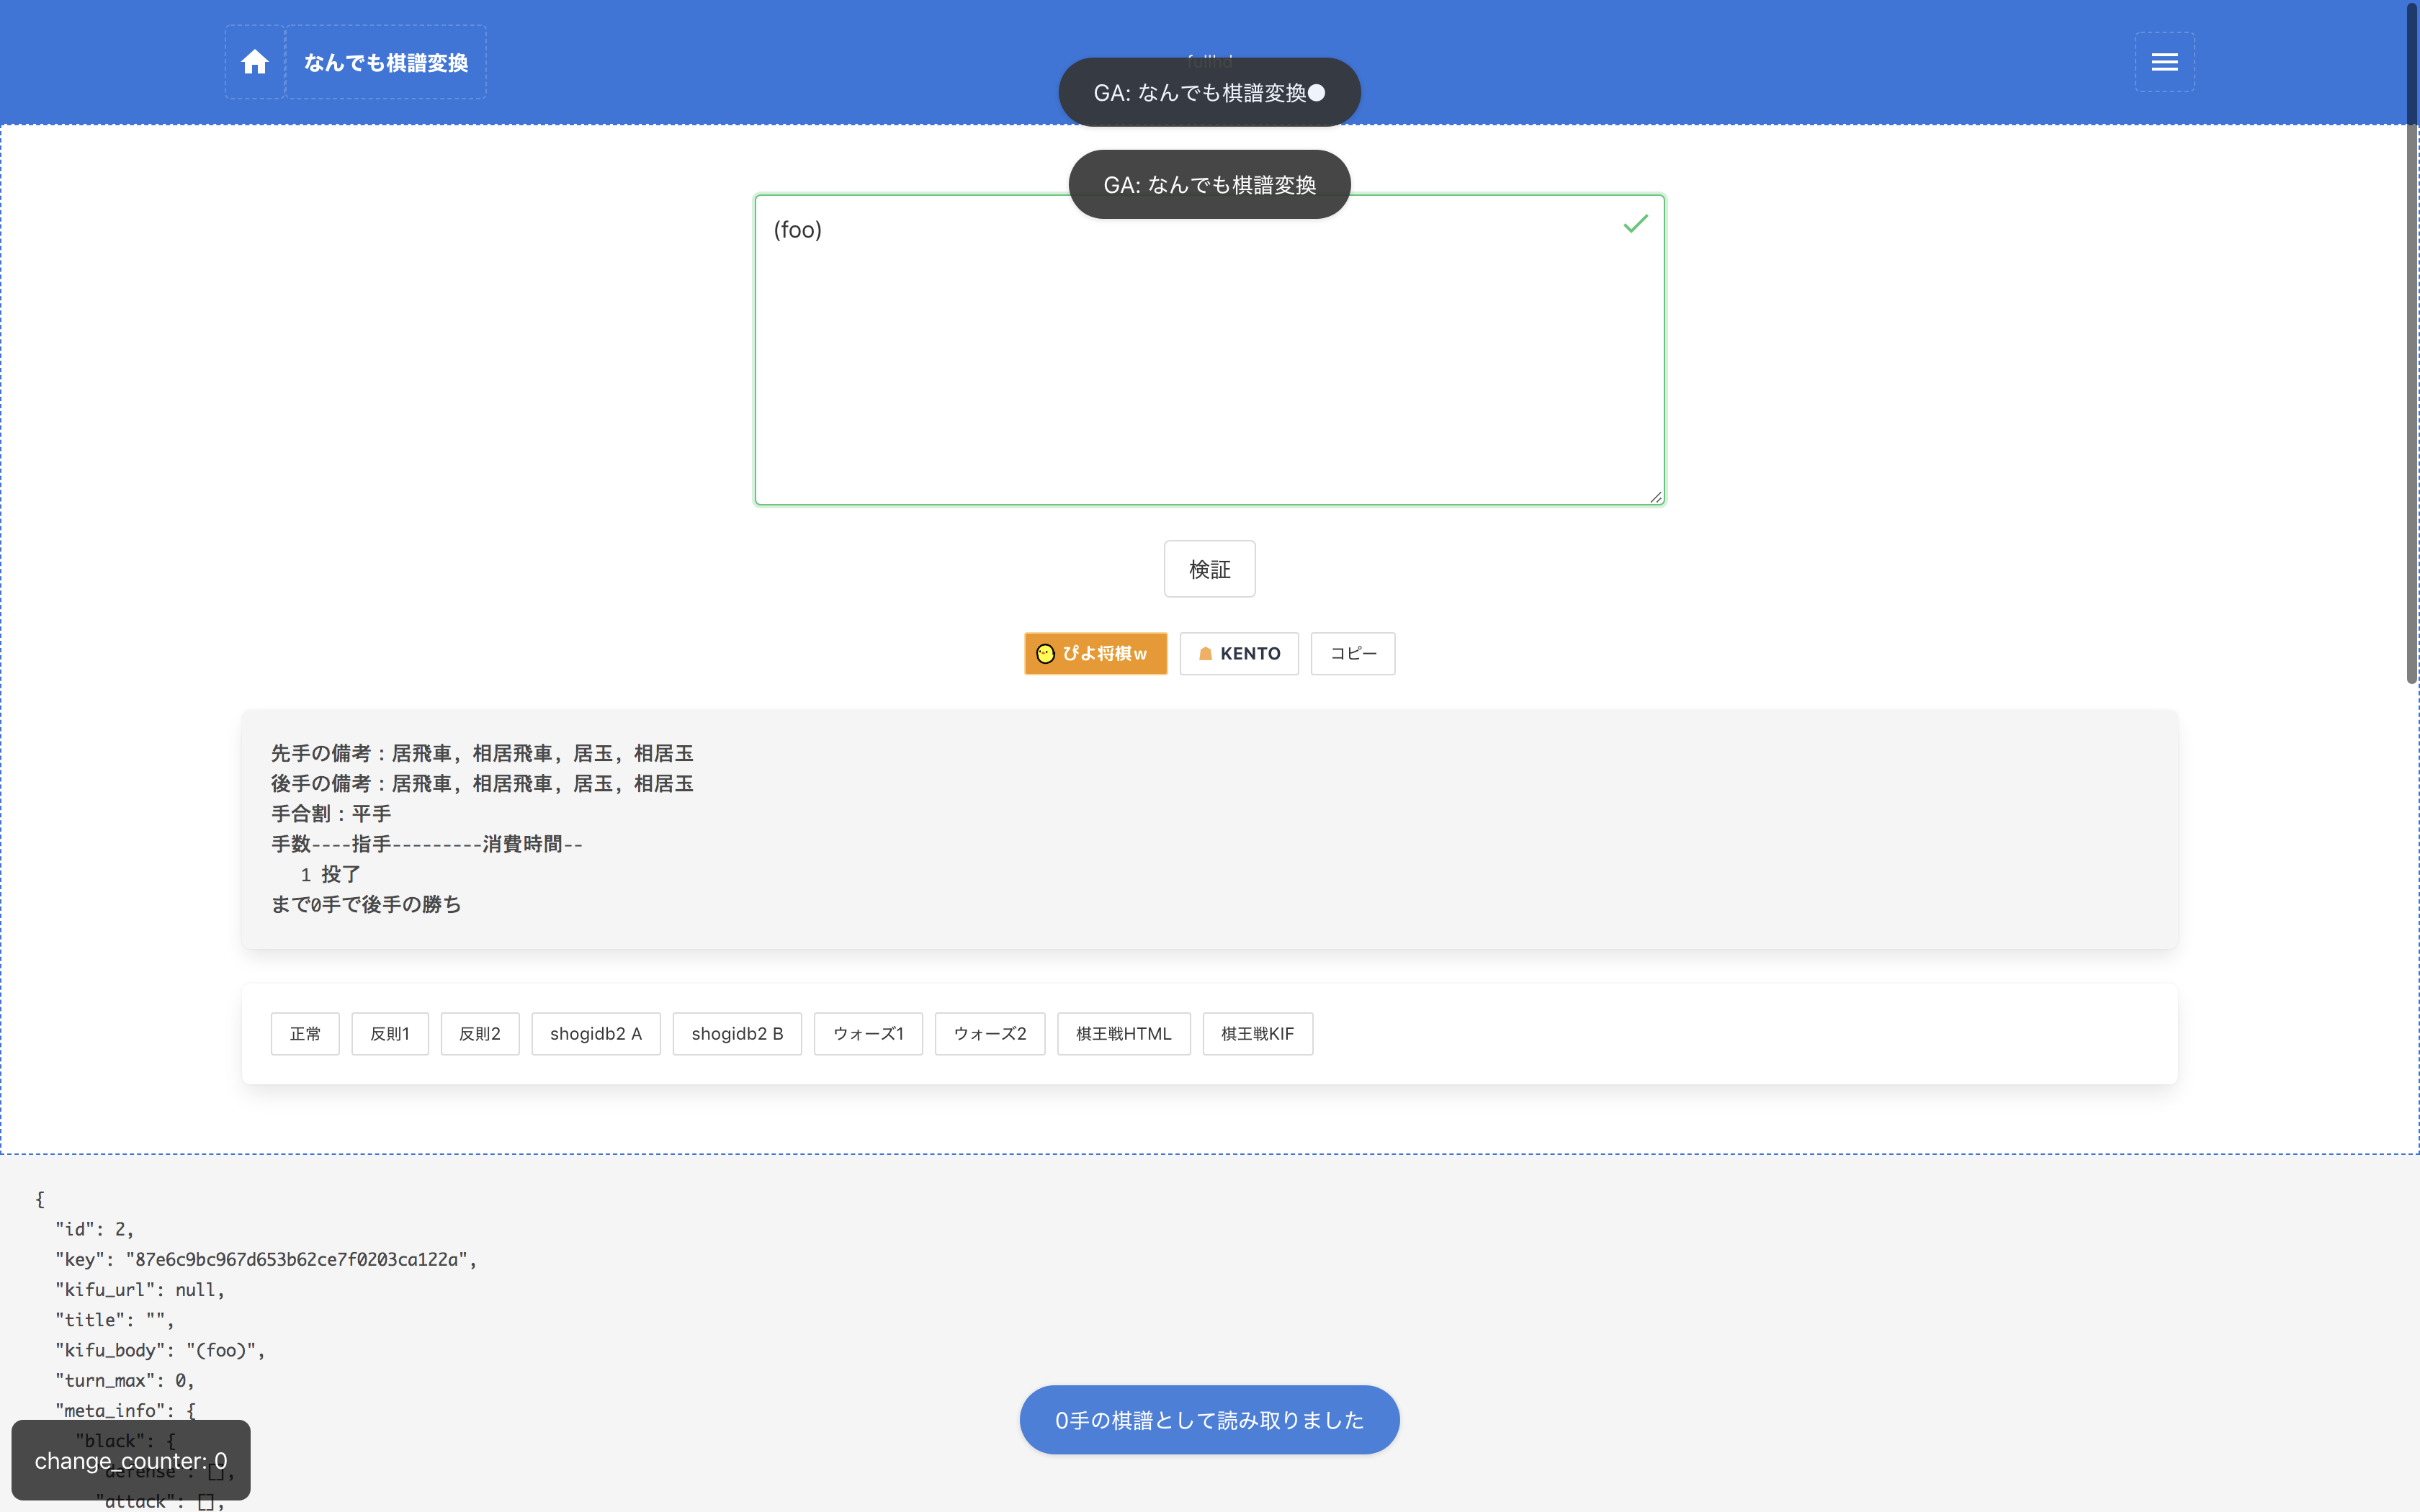 なんでも棋譜変換
fullhd
GA: なんでも棋譜変換
GA: なんでも棋譜変換
(foo)
検証
ぴよ将棋w
KENTO
コピー
先手の備考：居飛車, 相居飛車, 居玉, 相居玉
後手の備考：居飛車, 相居飛車, 居玉, 相居玉
手合割：平手
手数----指手---------消費時間--
1 投了
まで0手で後手の勝ち
正常 反則1 反則2 shogidb2 A shogidb2 B ウォーズ1 ウォーズ2 棋王戦HTML 棋王戦KIF
{
"id": 2,
"key": "87e6c9bc967d653b62ce7f0203ca122a",
"kifu_url": null,
"title": "",
"kifu_body": "(foo)",
"turn_max": 0,
"meta_info": {
"black": {
"defense": [],
"attack": [],
0手の棋譜として読み取りました
change_counter: 0